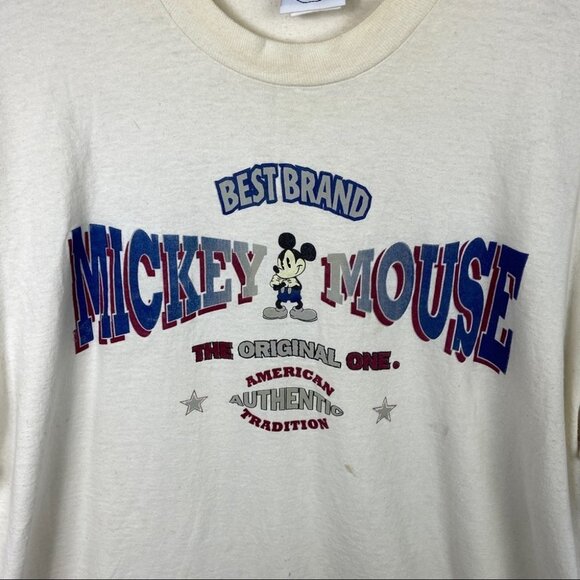 BEST BRAND
MICKEY MOUSE
THE ORIGINAL ONE.
AMERICAN
AUTHENTIC
TRADITION